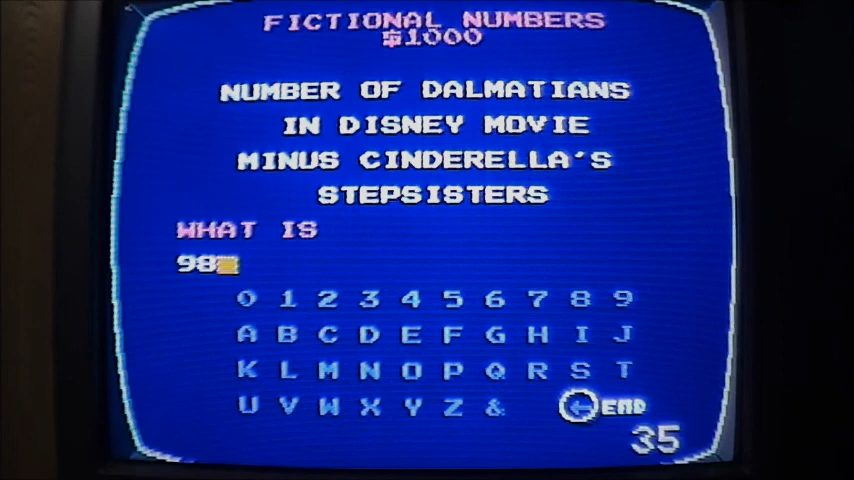 FICTIONAL NUMBERS
$1000
NUMBER OF DALMATIANS
IN DISNEY MOVIE
MINUS CINDERELLA'S
STEPSISTERS
WHAT IS
98
0 1 2 3 4 5 6 7 8 9
A B C D E F G H I J
K L M N O P Q R S T
U V W X Y Z & ← END
35